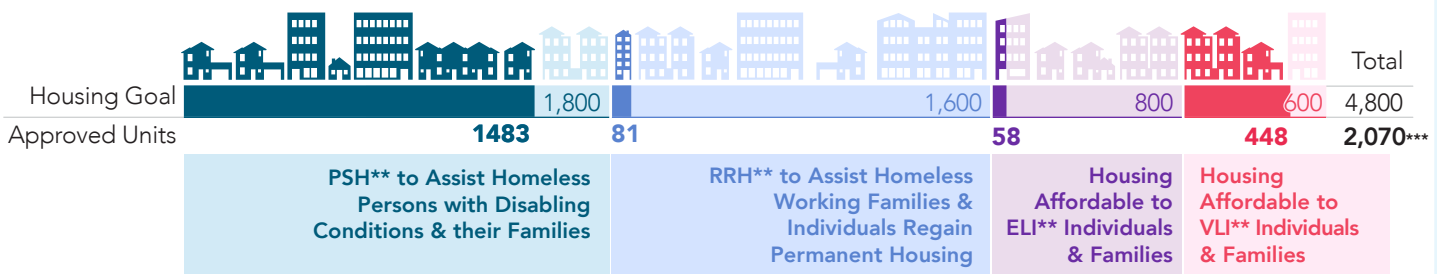 Total
Housing Goal 1,800 1,600 800 600 4,800
Approved Units 1483 81 58 448 2,070***
PSH** to Assist Homeless
Persons with Disabling
Conditions & their Families
RRH** to Assist Homeless
Working Families &
Individuals Regain
Permanent Housing
Housing
Affordable to
ELI** Individuals
& Families
Housing
Affordable to
VLI** Individuals
& Families